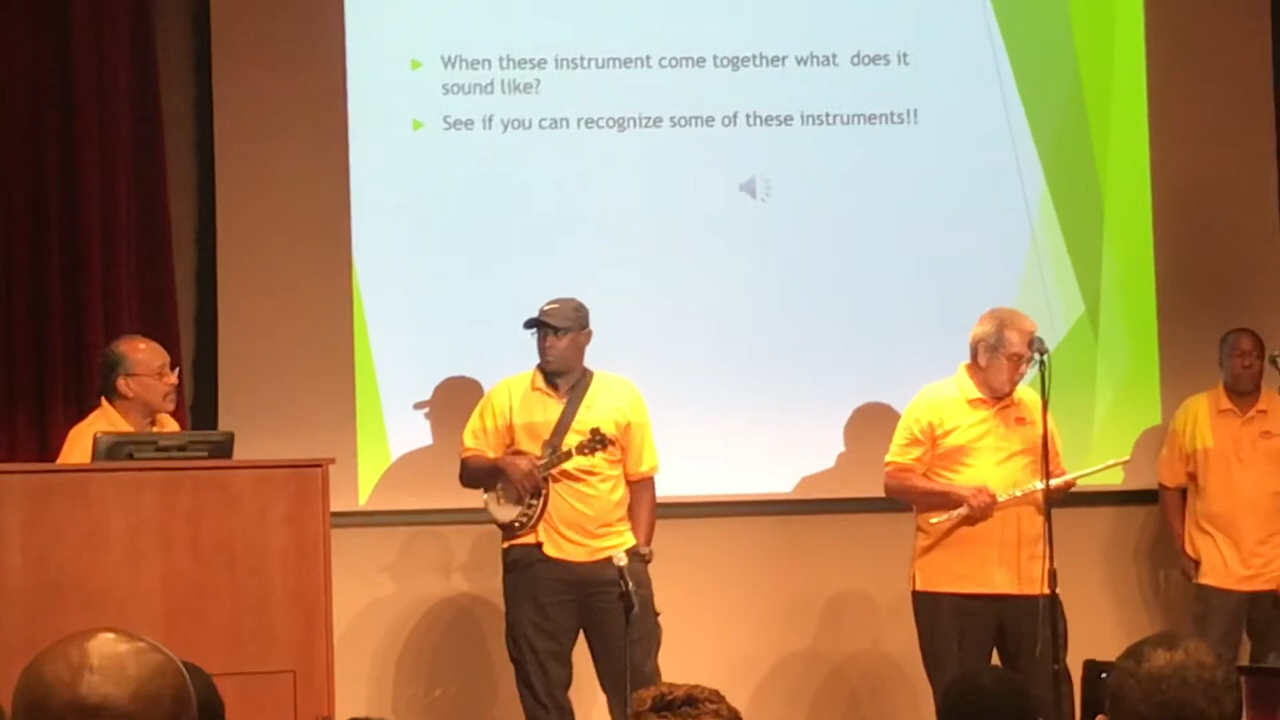 When these instrument come together what does it
sound like?
See if you can recognize some of these instruments!!